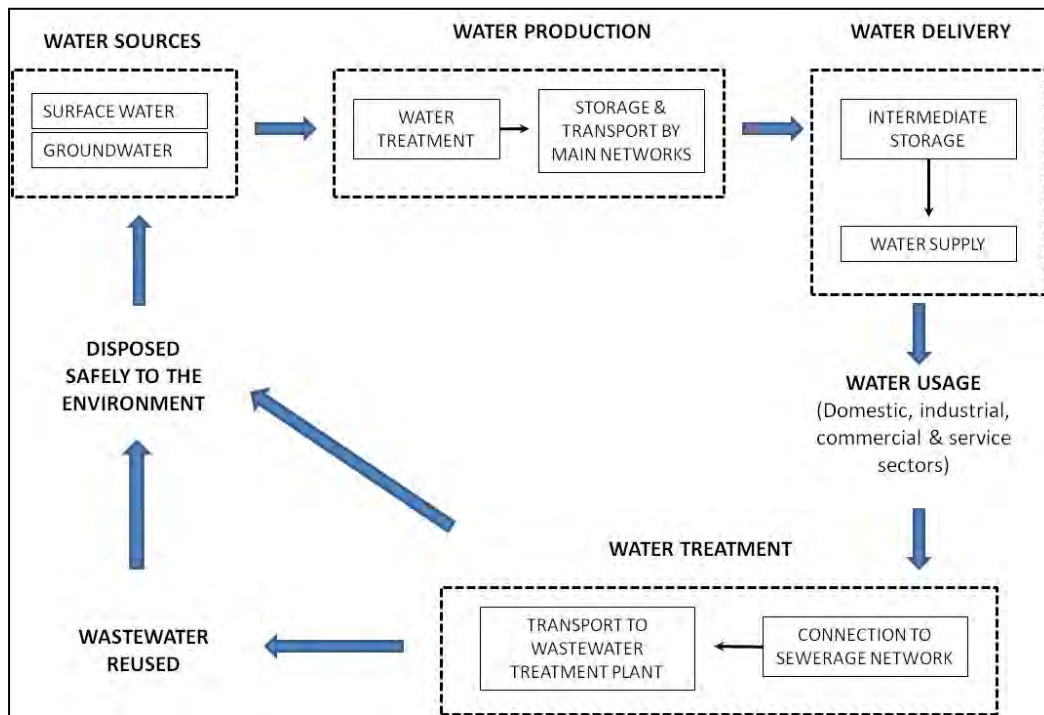 WATER SOURCES
SURFACE WATER
GROUNDWATER
WATER PRODUCTION
WATER
TREATMENT
STORAGE &
TRANSPORT BY
MAIN NETWORKS
WATER DELIVERY
INTERMEDIATE
STORAGE
WATER SUPPLY
WATER USAGE
(Domestic, industrial,
commercial & service
sectors)
WATER TREATMENT
CONNECTION TO
SEWERAGE NETWORK
TRANSPORT TO
WASTEWATER
TREATMENT PLANT
WASTEWATER
REUSED
DISPOSED
SAFELY TO THE
ENVIRONMENT